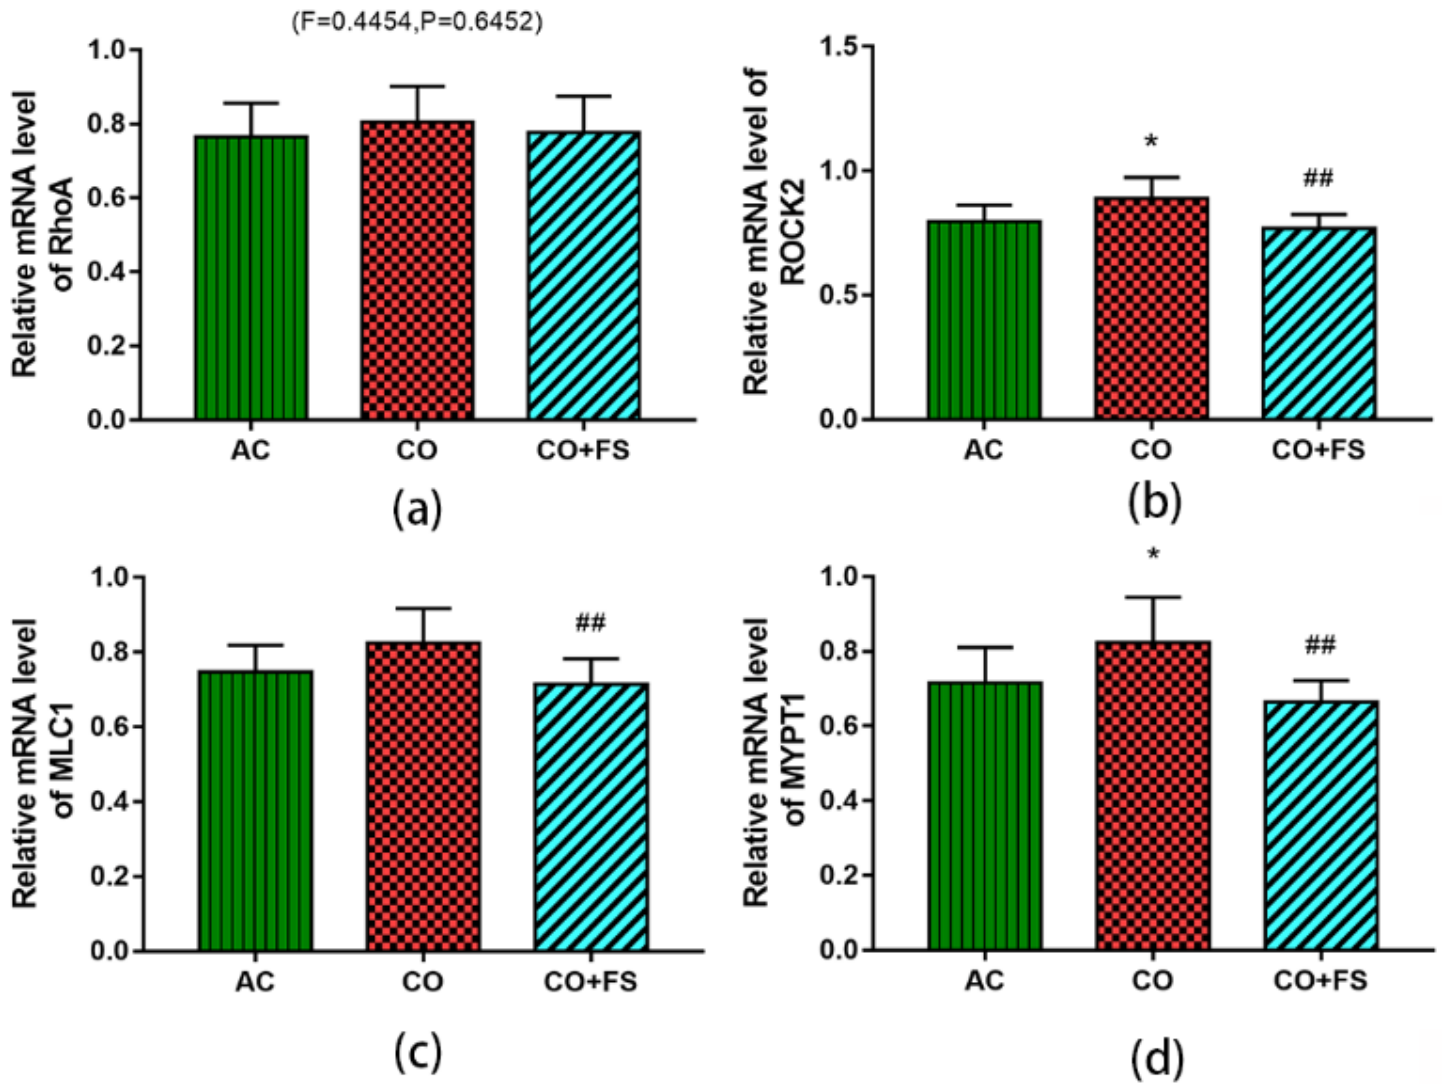 (F=0.4454,P=0.6452)
Relative mRNA level
of RhoA
1.0
0.8
0.6
0.4
0.2
0.0
AC CO CO+FS
(a)
Relative mRNA level of
ROCK2
1.5
1.0
0.5
0.0
*
##
AC CO CO+FS
(b)
Relative mRNA level
of MLC1
1.0
0.8
0.6
0.4
0.2
0.0
##
AC CO CO+FS
(c)
Relative mRNA level
of MYPT1
1.0
0.8
0.6
0.4
0.2
0.0
*
##
AC CO CO+FS
(d)